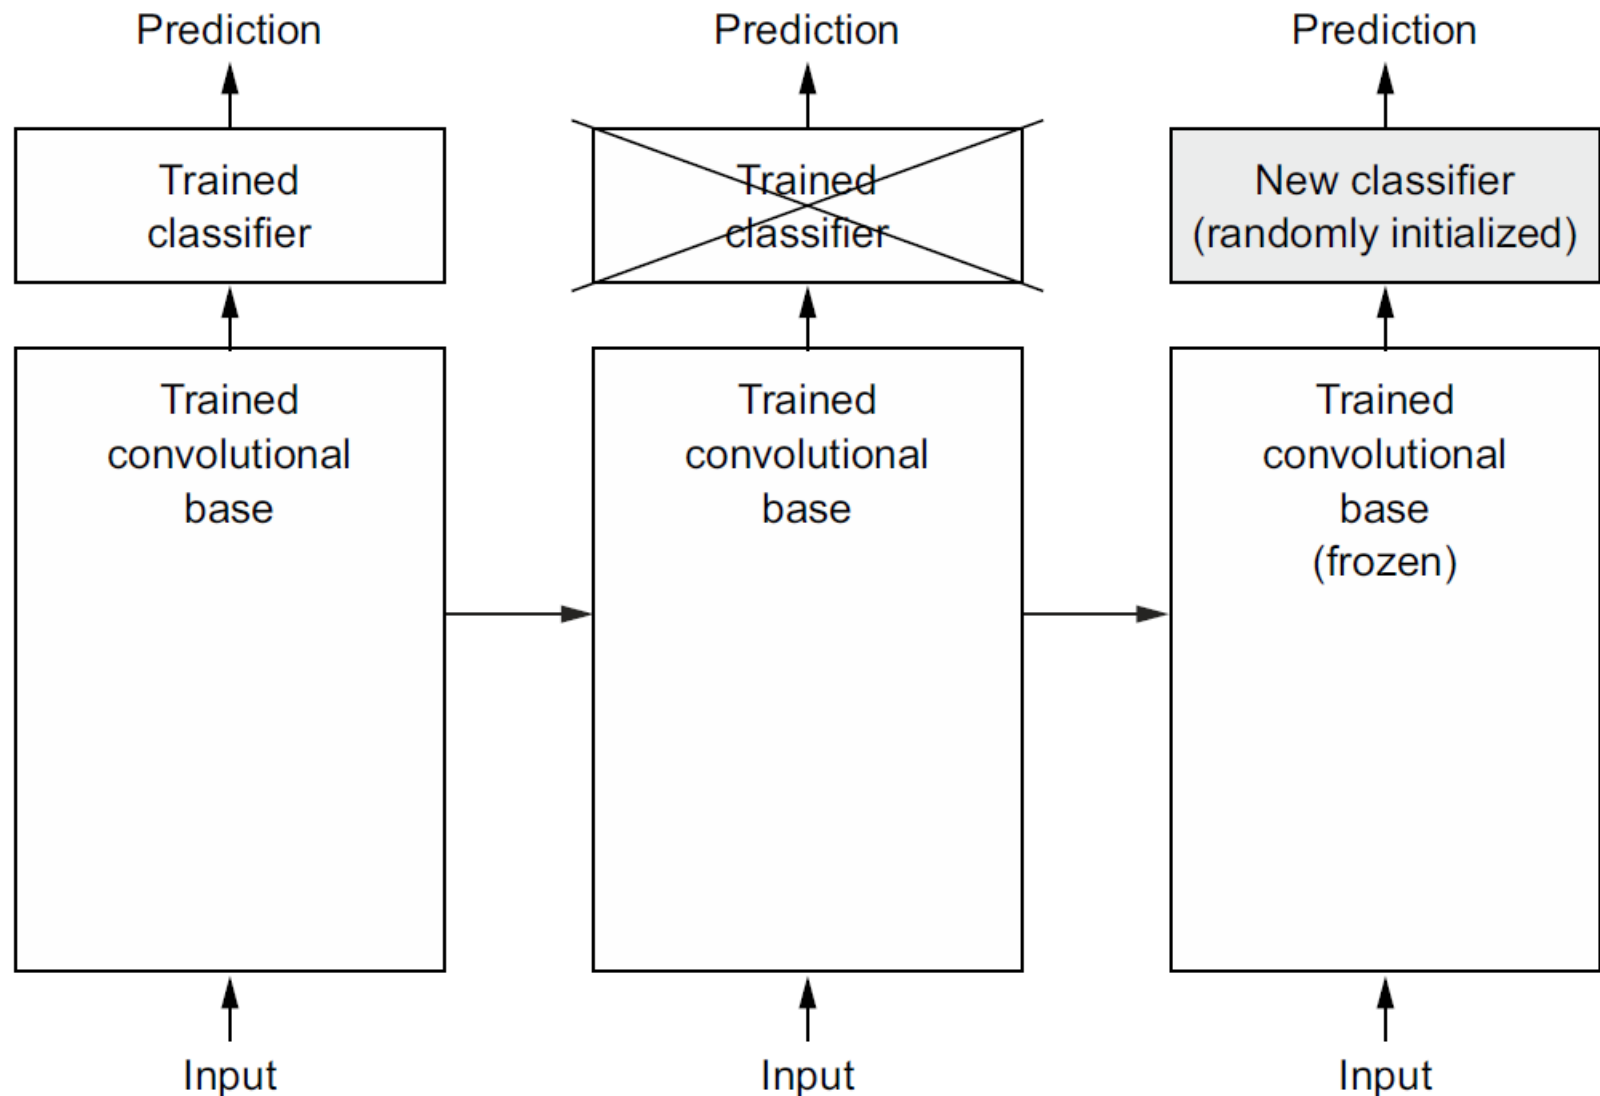 Prediction
Trained
classifier
Trained
convolutional
base
Input
Prediction
Trained
classifier
Trained
convolutional
base
Input
Prediction
New classifier
(randomly initialized)
Trained
convolutional
base
(frozen)
Input